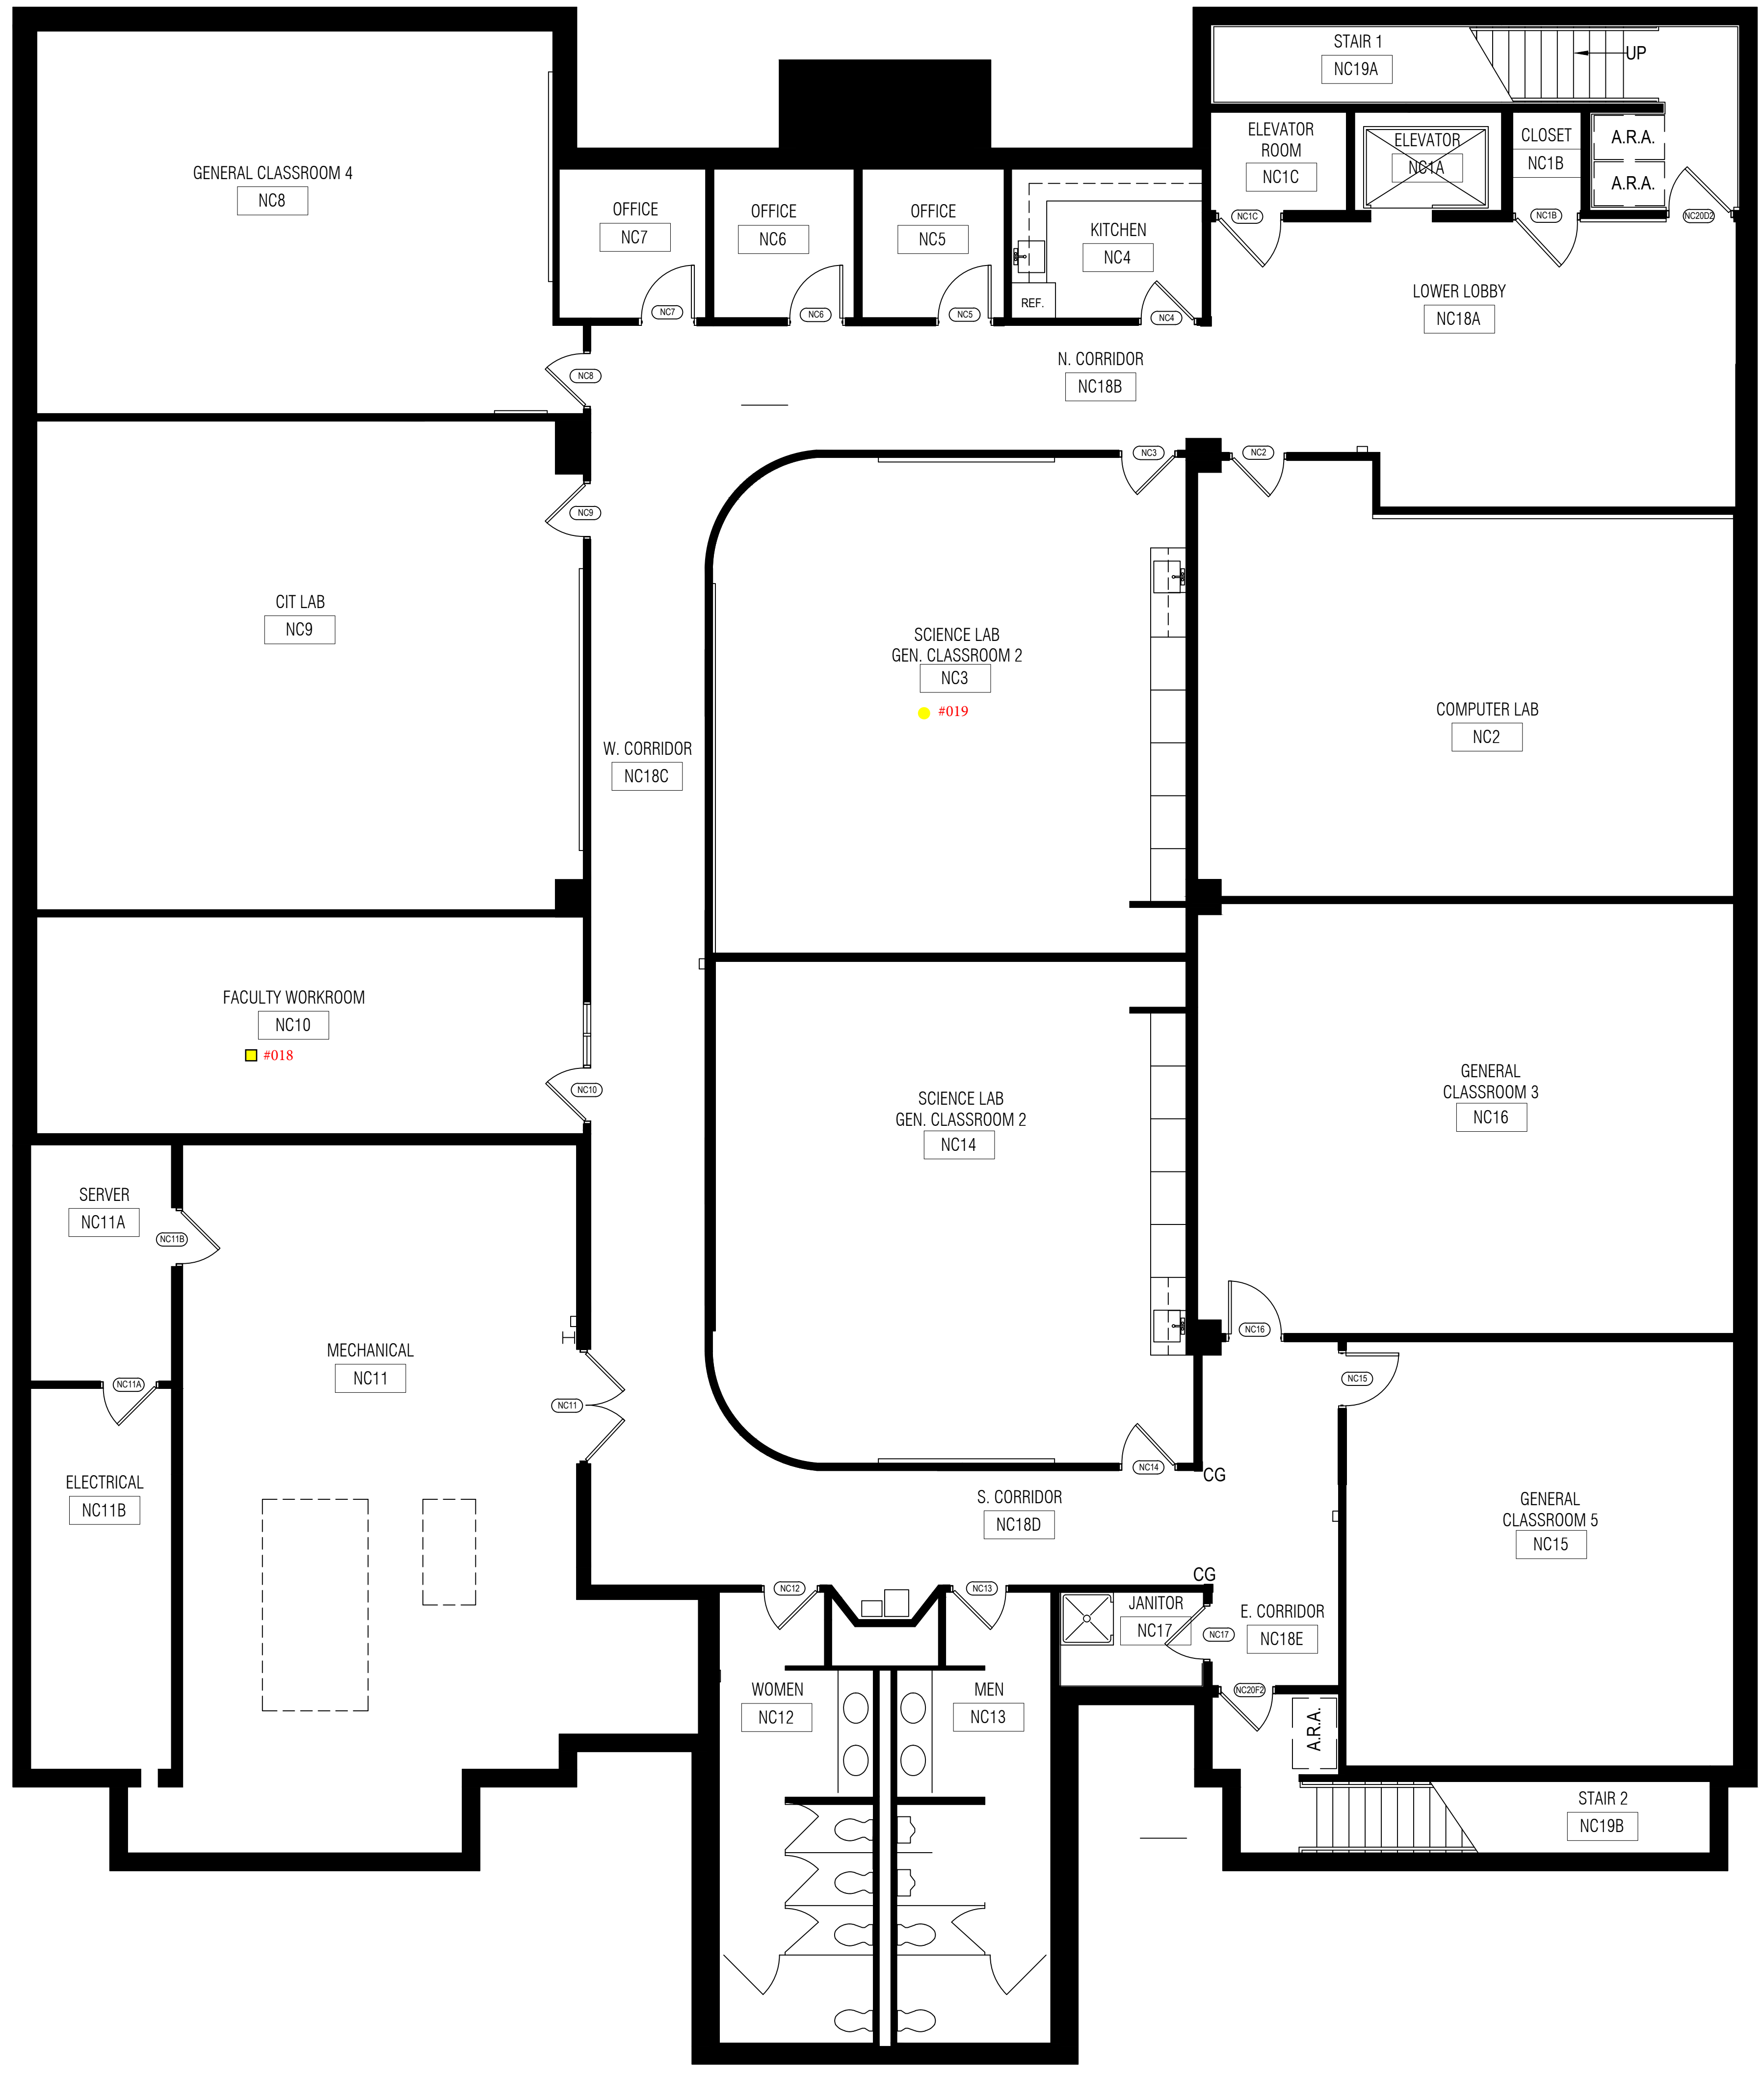 STAIR 1
NC19A
UP
ELEVATOR
ROOM
NC1C
ELEVATOR
NC1A
CLOSET
NC1B
A.R.A.
A.R.A.
GENERAL CLASSROOM 4
NC8
OFFICE
NC7
OFFICE
NC6
OFFICE
NC5
KITCHEN
NC4
REF.
NC1C
NC1B
NC20D2
LOWER LOBBY
NC18A
NC7
NC6
NC5
NC4
N. CORRIDOR
NC18B
NC8
NC3
NC2
NC9
CIT LAB
NC9
SCIENCE LAB
GEN. CLASSROOM 2
NC3
#019
COMPUTER LAB
NC2
W. CORRIDOR
NC18C
FACULTY WORKROOM
NC10
#018
NC10
SCIENCE LAB
GEN. CLASSROOM 2
NC14
GENERAL
CLASSROOM 3
NC16
SERVER
NC11A
NC11B
MECHANICAL
NC11
NC11A
NC11
NC16
NC15
NC14
CG
ELECTRICAL
NC11B
S. CORRIDOR
NC18D
GENERAL
CLASSROOM 5
NC15
CG
NC12
NC13
JANITOR
NC17
NC17
E. CORRIDOR
NC18E
WOMEN
NC12
MEN
NC13
NC20F2
A.R.A.
STAIR 2
NC19B